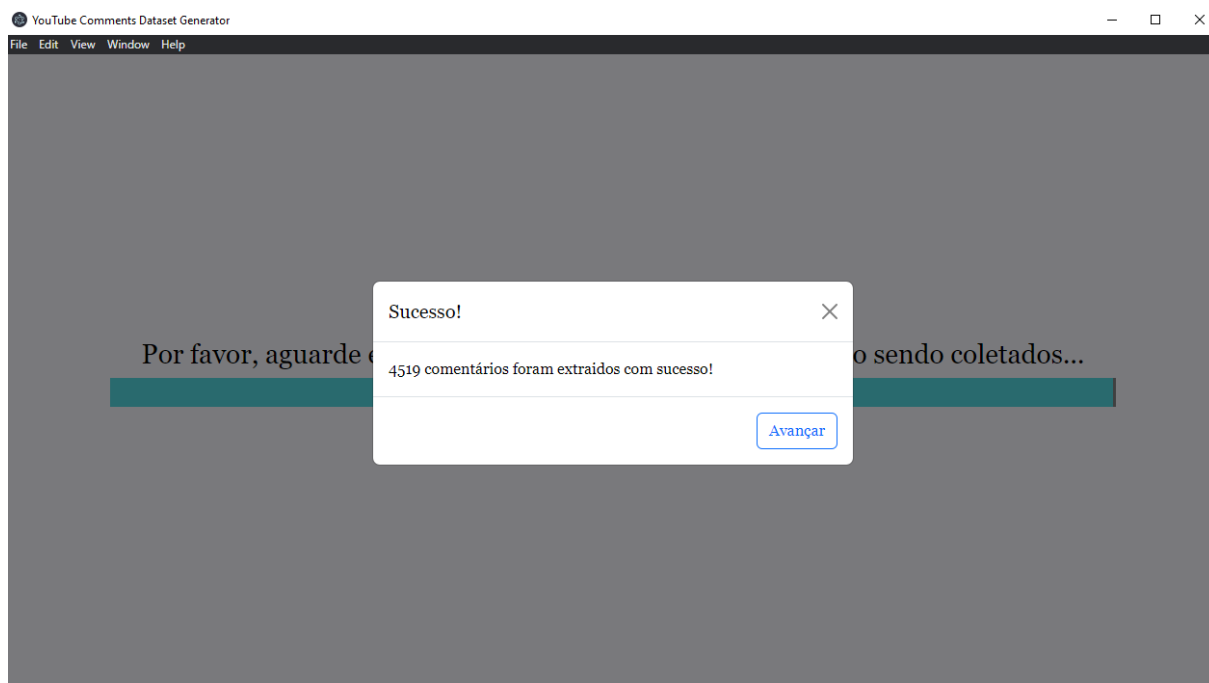 YouTube Comments Dataset Generator
File Edit View Window Help
Sucesso!
Por favor, aguarde
o sendo coletados...
4519 comentários foram extraidos com sucesso!
Avançar